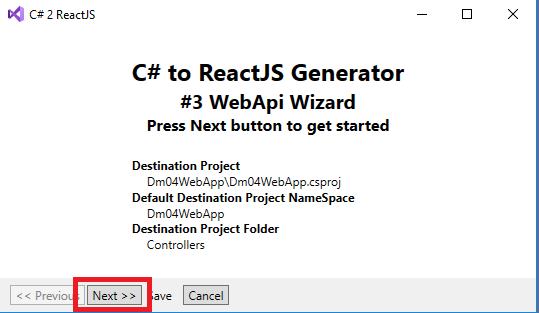 C# 2 ReactJS
C# to ReactJS Generator
#3 WebApi Wizard
Press Next button to get started
Destination Project
Dm04WebApp\Dm04WebApp.csproj
Default Destination Project NameSpace
Dm04WebApp
Destination Project Folder
Controllers
<< Previous Next >> Save Cancel